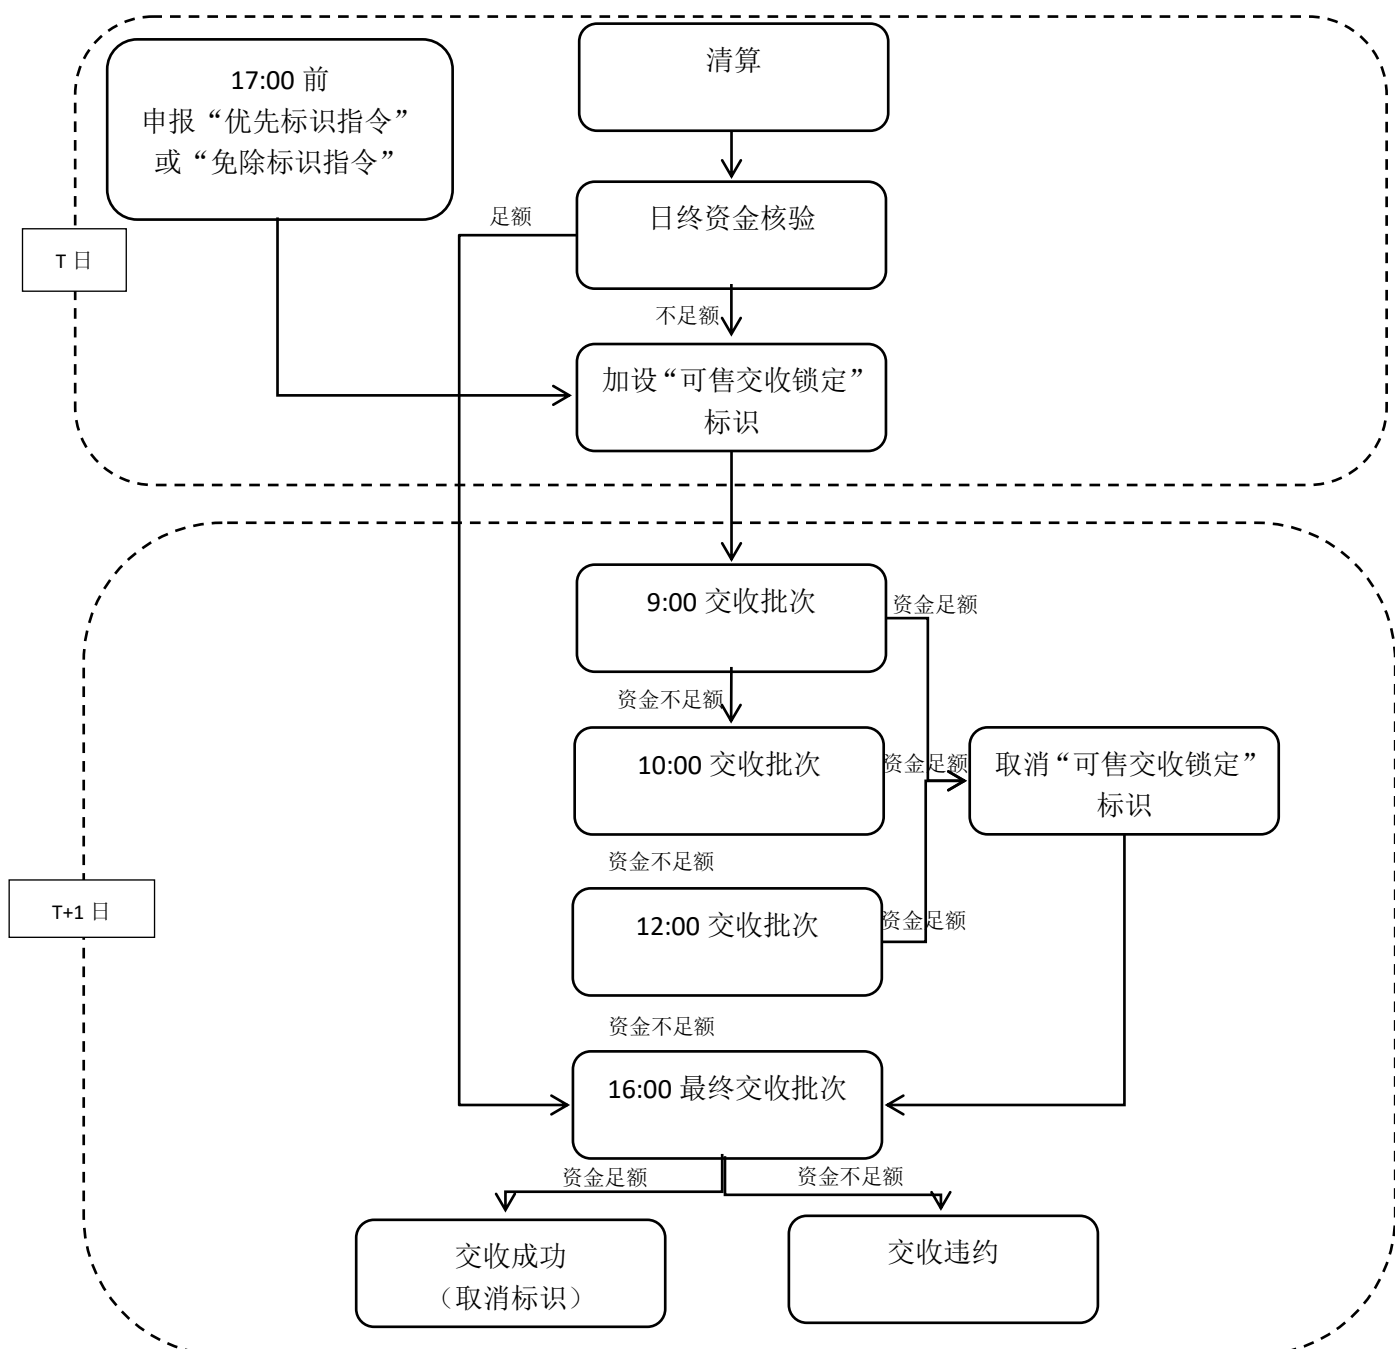 清算
17:00 前
申报“优先标识指令”
或“免除标识指令”
足额
日终资金核验
T 日
不足额
加设“可售交收锁定”
标识
9:00 交收批次
资金足额
资金不足额
10:00 交收批次
资金足额
取消“可售交收锁定”
标识
资金不足额
T+1 日
12:00 交收批次
资金足额
资金不足额
16:00 最终交收批次
资金足额
资金不足额
交收成功
（取消标识）
交收违约